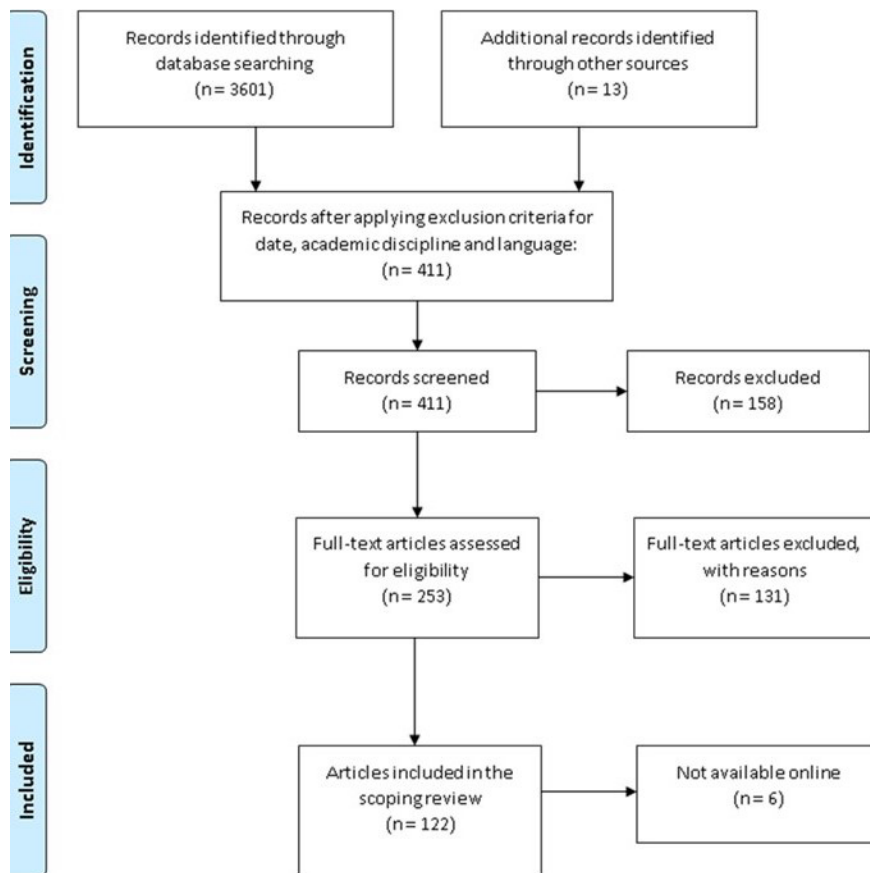 Identification
Records identified through
database searching
(n= 3601)
Additional records identified
through other sources
(n= 13)
Records after applying exclusion criteria for
date, academic discipline and language:
(n= 411)
Screening
Records screened
(n= 411)
Records excluded
(n= 158)
Eligibility
Full-text articles assessed
for eligibility
(n= 253)
Full-text articles excluded,
with reasons
(n= 131)
Included
Articles included in the
scoping review
(n= 122)
Not available online
(n= 6)